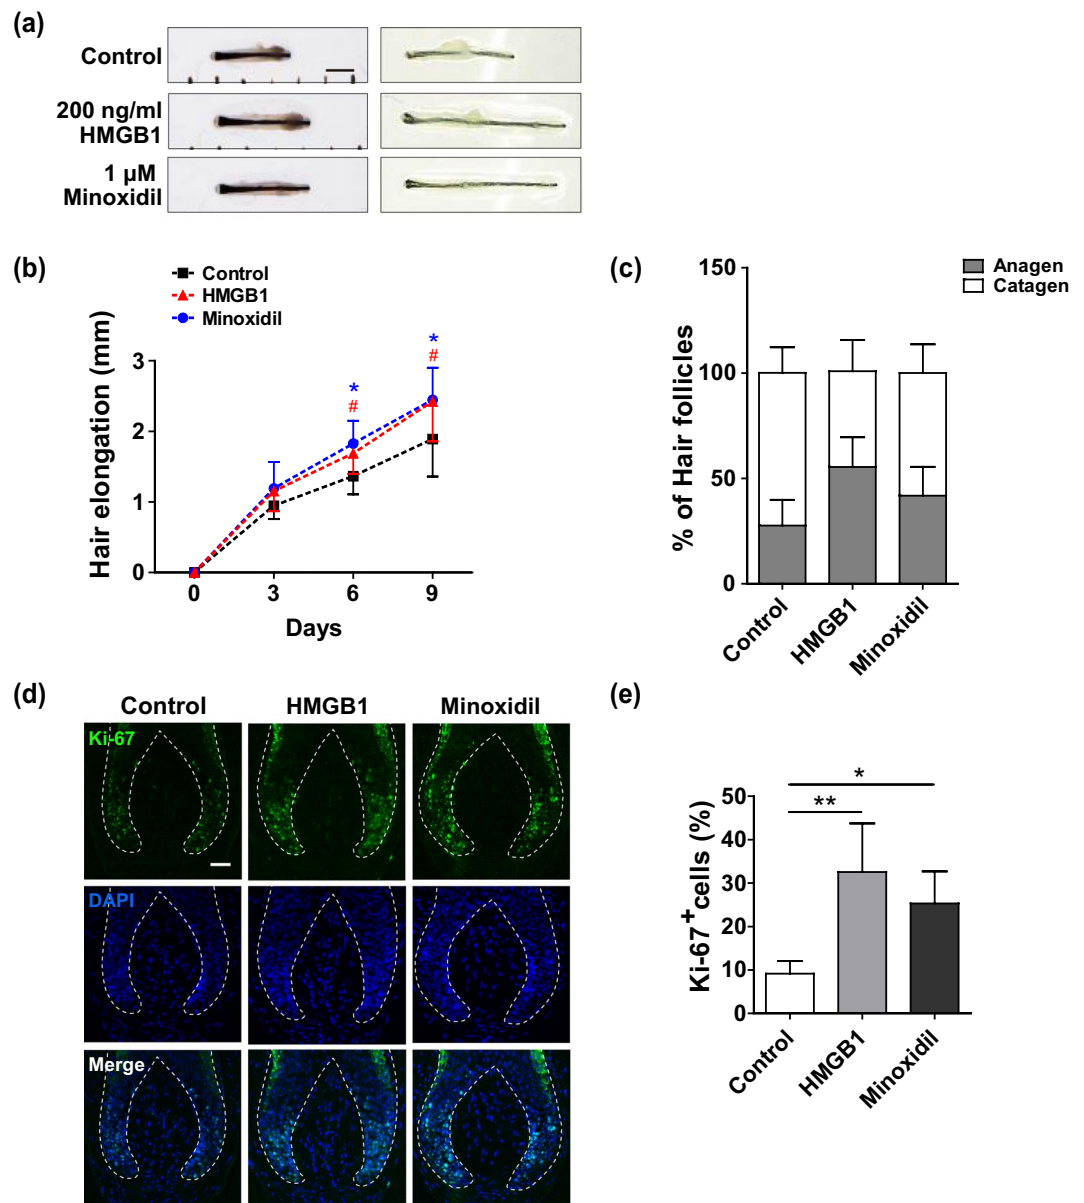 (a)
Control
200 ng/ml
HMGB1
1 µM
Minoxidil
(b)
Control
HMGB1
Minoxidil
Hair elongation (mm)
3
2
1
0
* #
* #
0 3 6 9
Days
(c)
Anagen
Catagen
% of Hair follicles
150
100
50
0
Control
HMGB1
Minoxidil
(d)
Control HMGB1 Minoxidil
Ki-67
DAPI
Merge
(e)
Ki-67+cells (%)
50
40
30
20
10
0
*
**
Control
HMGB1
Minoxidil